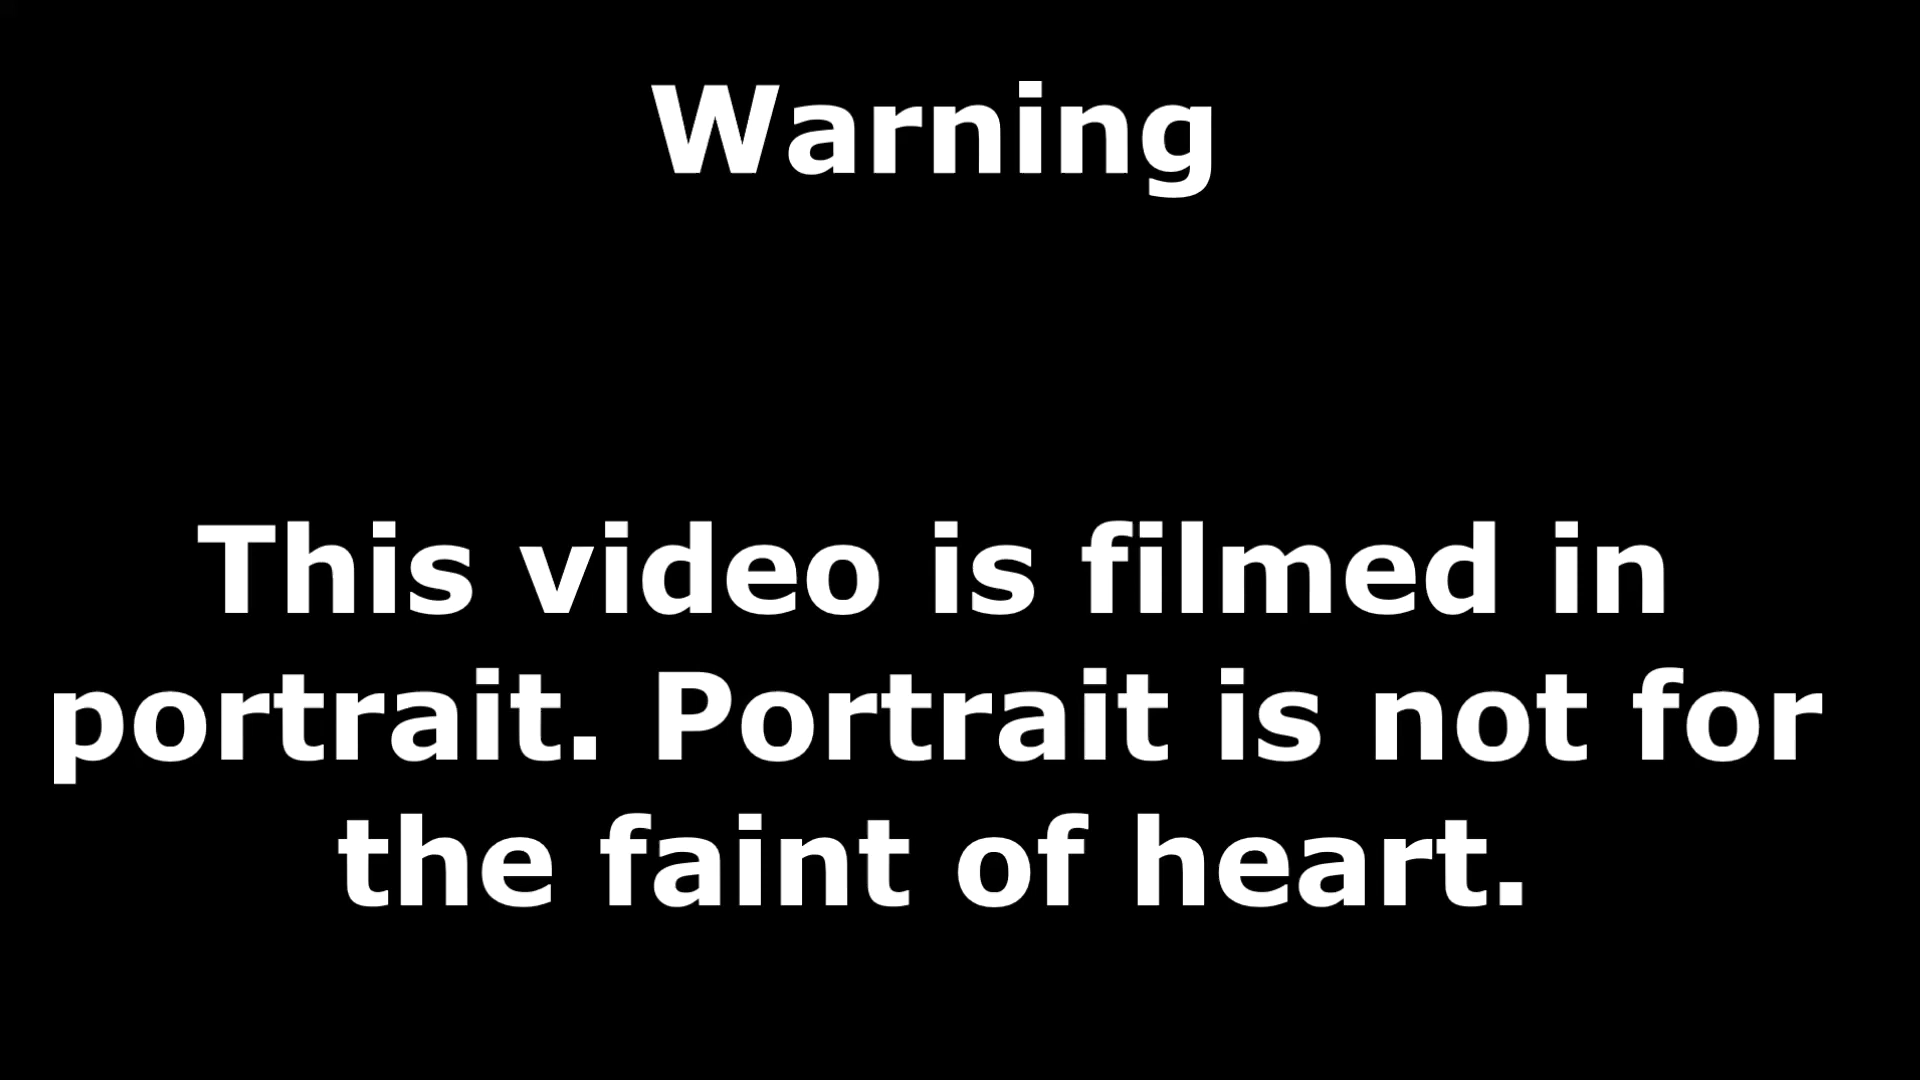 Warning
This video is filmed in
portrait. Portrait is not for
the faint of heart.